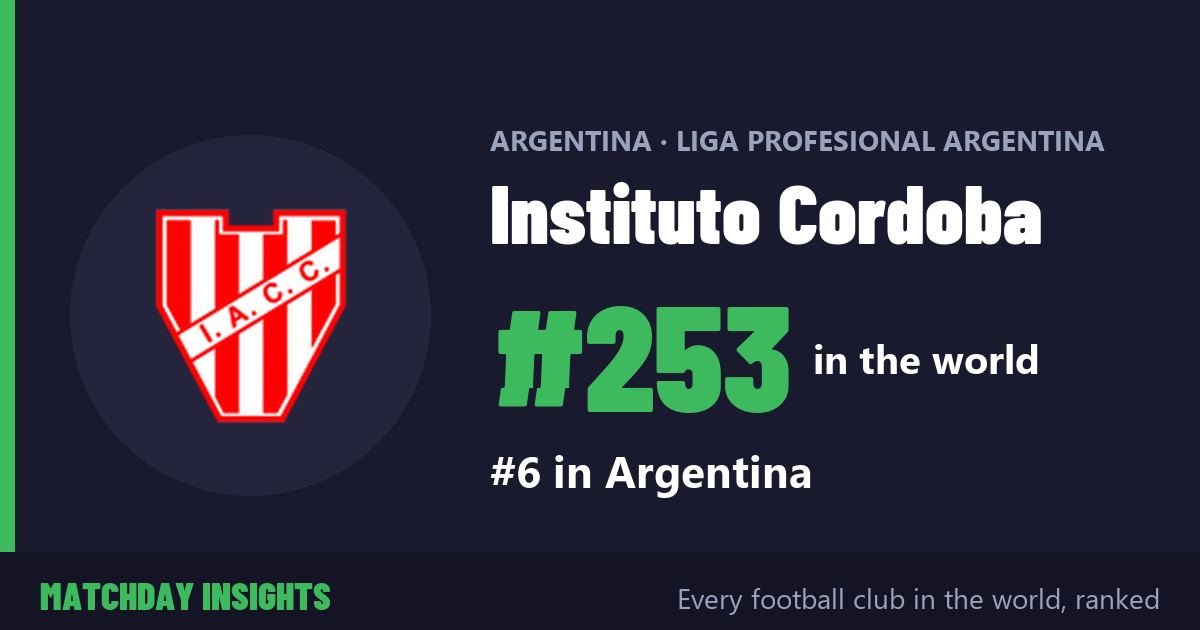 ARGENTINA · LIGA PROFESIONAL ARGENTINA
Instituto Cordoba
I. A. C. C.
#253 in the world
#6 in Argentina
MATCHDAY INSIGHTS
Every football club in the world, ranked